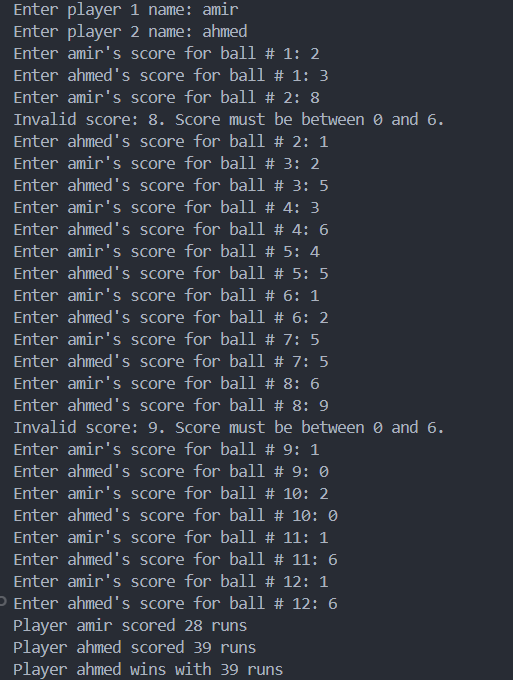 Enter player 1 name: amir
Enter player 2 name: ahmed
Enter amir's score for ball # 1: 2
Enter ahmed's score for ball # 1: 3
Enter amir's score for ball # 2: 8
Invalid score: 8. Score must be between 0 and 6.
Enter ahmed's score for ball # 2: 1
Enter amir's score for ball # 3: 2
Enter ahmed's score for ball # 3: 5
Enter amir's score for ball # 4: 3
Enter ahmed's score for ball # 4: 6
Enter amir's score for ball # 5: 4
Enter ahmed's score for ball # 5: 5
Enter amir's score for ball # 6: 1
Enter ahmed's score for ball # 6: 2
Enter amir's score for ball # 7: 5
Enter ahmed's score for ball # 7: 5
Enter amir's score for ball # 8: 6
Enter ahmed's score for ball # 8: 9
Invalid score: 9. Score must be between 0 and 6.
Enter amir's score for ball # 9: 1
Enter ahmed's score for ball # 9: 0
Enter amir's score for ball # 10: 2
Enter ahmed's score for ball # 10: 0
Enter amir's score for ball # 11: 1
Enter ahmed's score for ball # 11: 6
Enter amir's score for ball # 12: 1
Enter ahmed's score for ball # 12: 6
Player amir scored 28 runs
Player ahmed scored 39 runs
Player ahmed wins with 39 runs